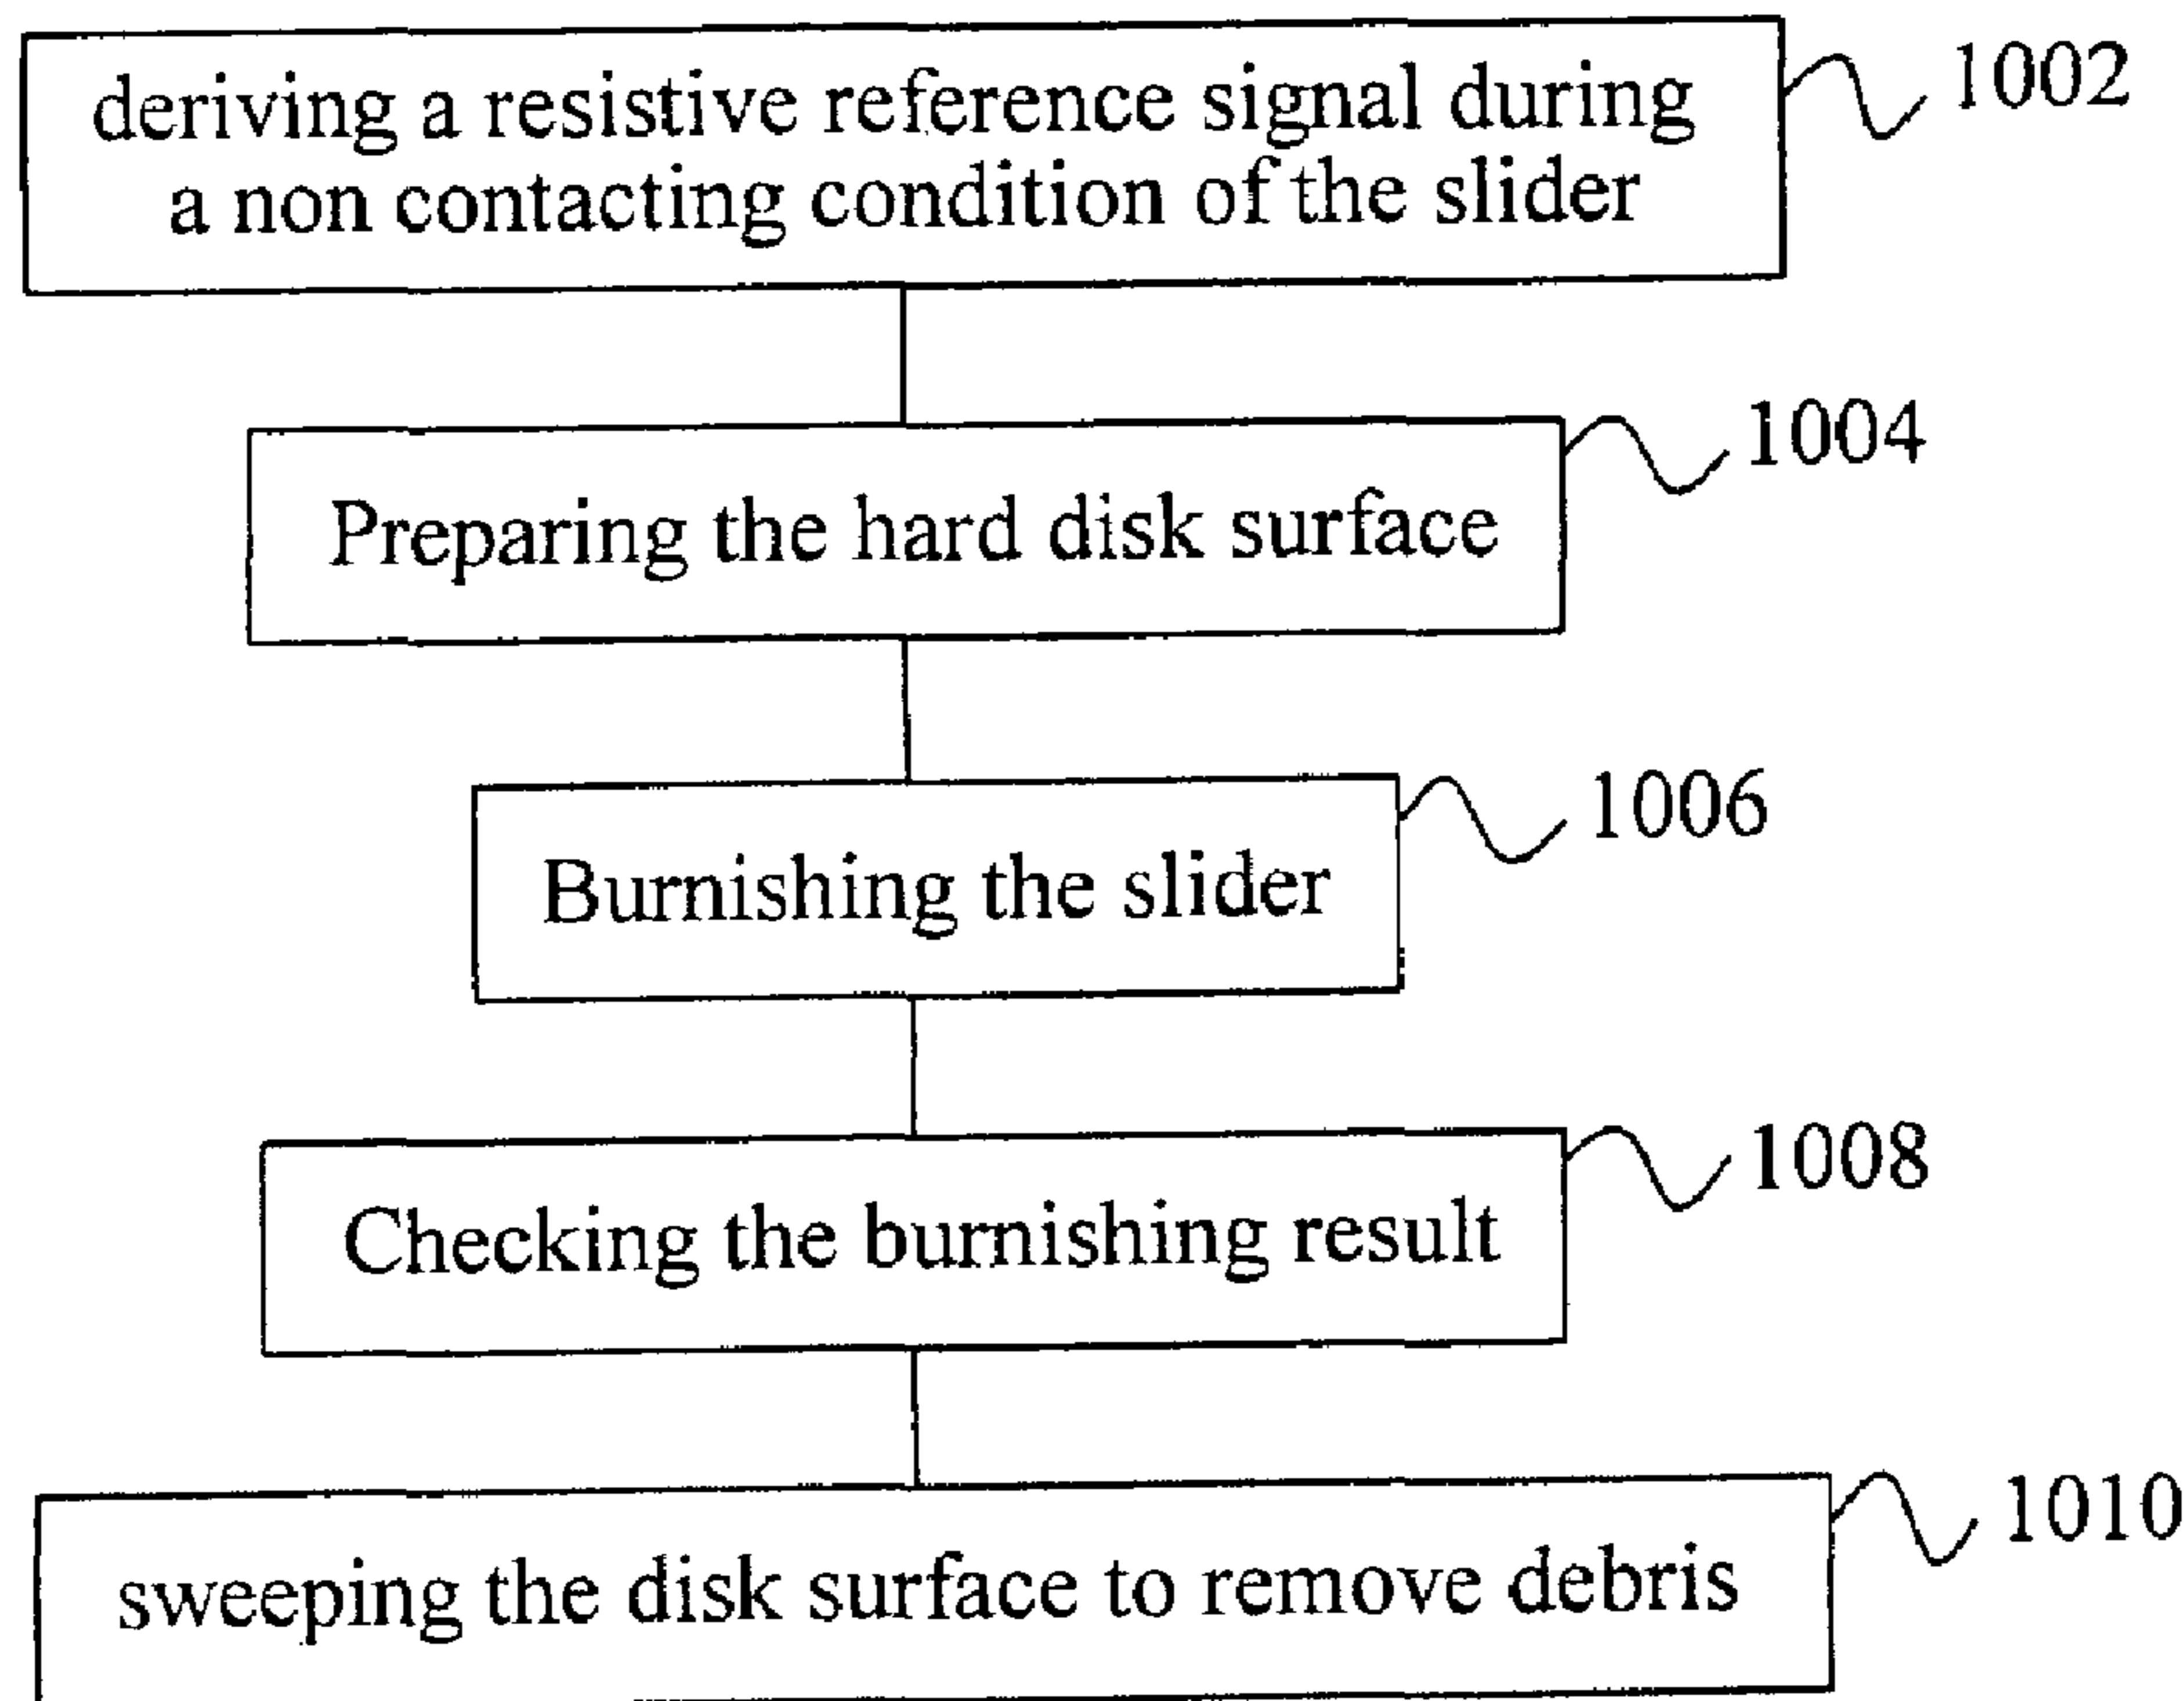 deriving a resistive reference signal during
a non contacting condition of the slider
1002
Preparing the hard disk surface
1004
Burnishing the slider
1006
Checking the burnishing result
1008
sweeping the disk surface to remove debris
1010